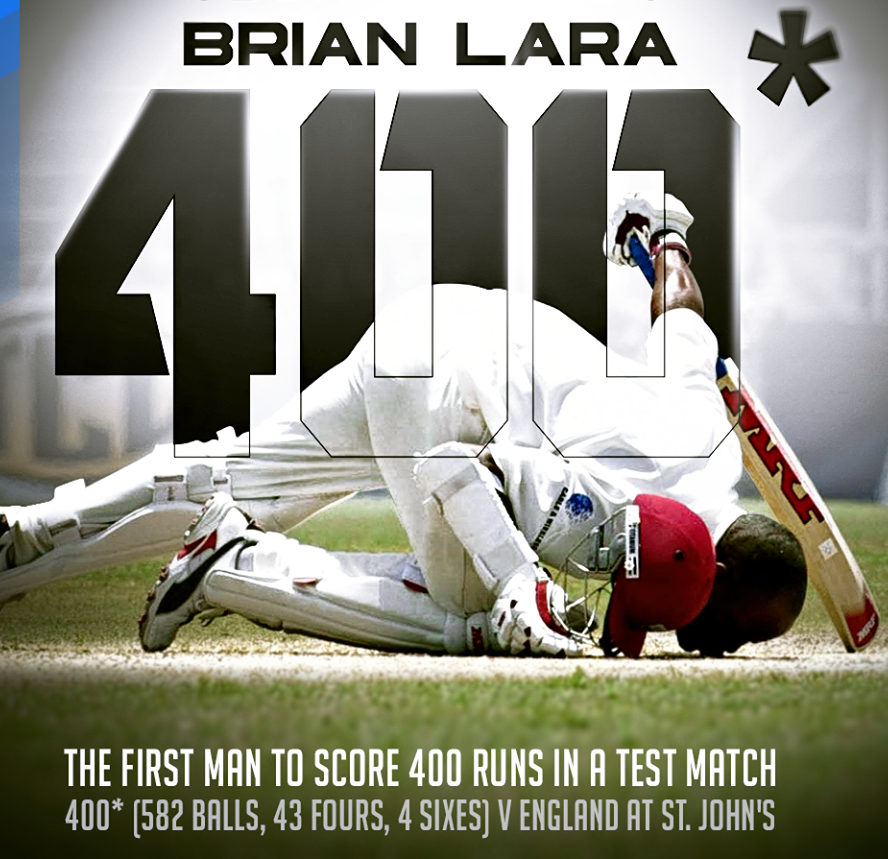 BRIAN LARA
400*
MRF
THE FIRST MAN TO SCORE 400 RUNS IN A TEST MATCH
400* (582 BALLS, 43 FOURS, 4 SIXES) V ENGLAND AT ST. JOHN'S